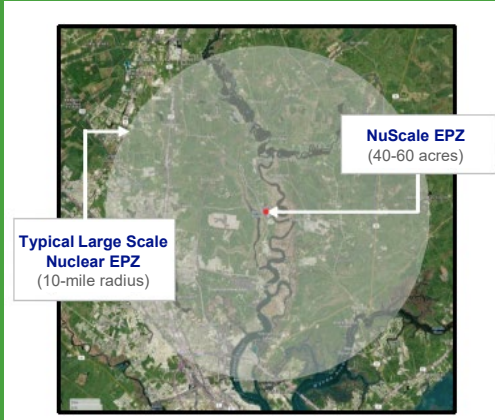 NuScale EPZ
(40-60 acres)
Typical Large Scale
Nuclear EPZ
(10-mile radius)